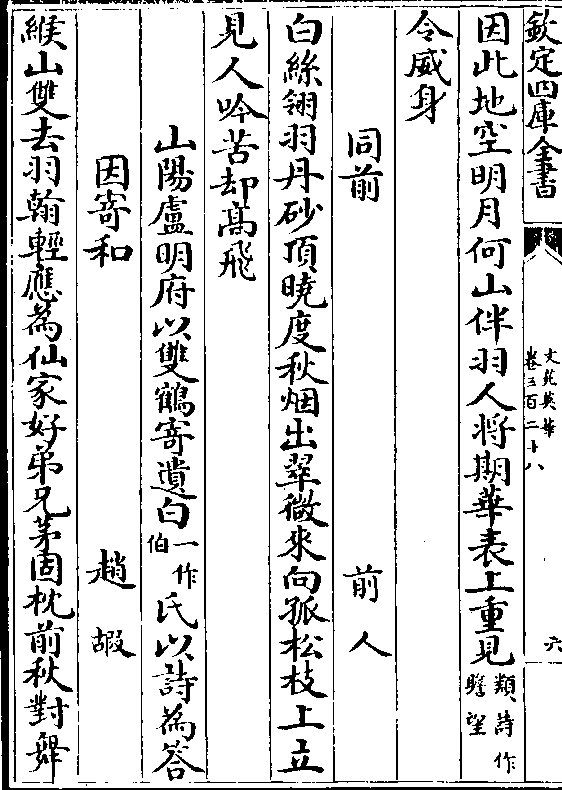 欽定四庫全書
文苑英華
卷三百二十八
六
因此地空明月何山伴羽人將期華表上重見類詩作瞻望
令威身
同前 前人
白絲翎羽丹砂頂曉度秋烟出翠微來向孤松枝上立
見人吟苦却髙飛
山陽盧明府以雙鶴寄遺白一作伯氏以詩為答
因寄和 趙嘏
緱山雙去羽翰輕應為仙家好弟兄茅固枕前秋對舞